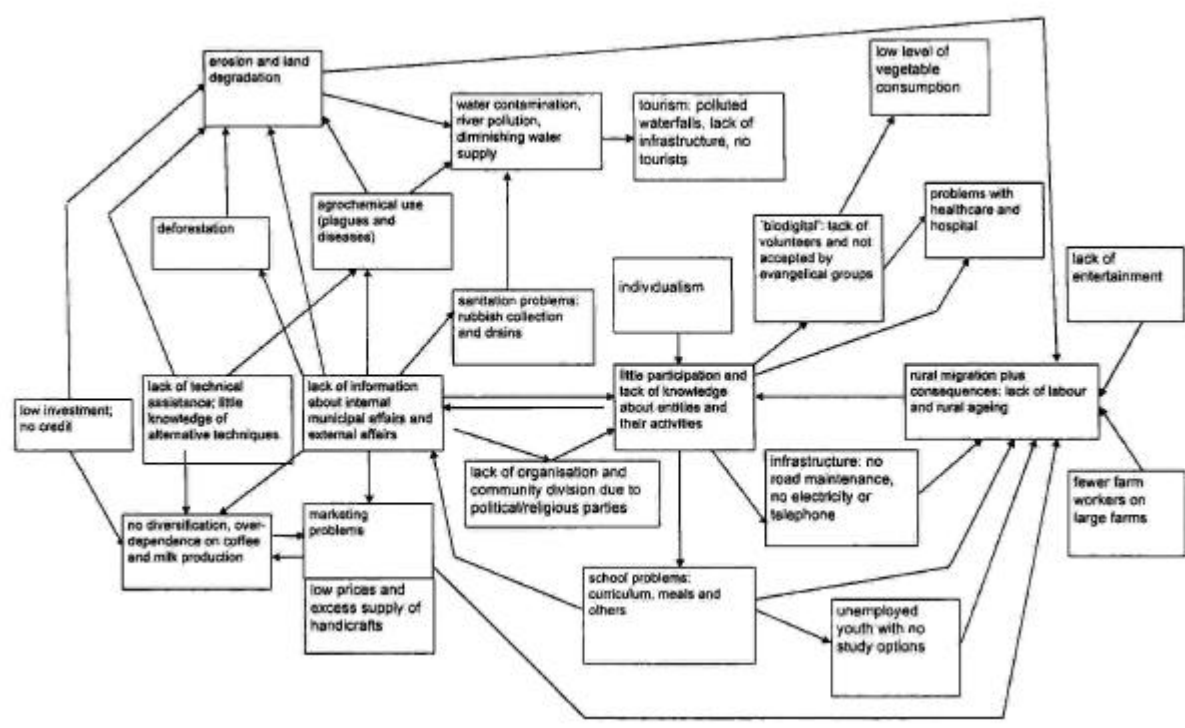 erosion and land
degradation
low level of
vegetable
consumption
water contamination,
river pollution,
diminishing water
supply
tourism: polluted
waterfalls, lack of
infrastructure, no
tourists
deforestation
agrochemical use
(plagues and
diseases)
'biodigital': lack of
volunteers and not
accepted by
evangelical groups
problems with
healthcare and
hospital
lack of
entertainment
individualism
sanitation problems:
rubbish collection
and drains
low investment;
no credit
lack of technical
assistance; little
knowledge of
alternative techniques
lack of information
about internal
municipal affairs and
external affairs
little participation and
lack of knowledge
about entities and
their activities
rural migration plus
consequences: lack of labour
and rural ageing
lack of organisation and
community division due to
political/religious parties
infrastructure: no
road maintenance,
no electricity or
telephone
fewer farm
workers on
large farms
no diversification, over-
dependence on coffee
and milk production
marketing
problems
low prices and
excess supply of
handicrafts
school problems:
curriculum, meals and
others
unemployed
youth with no
study options